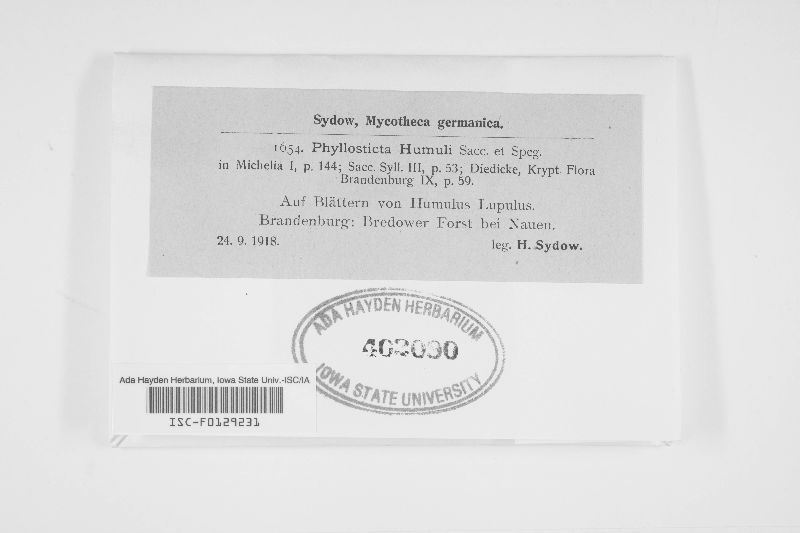 Sydow, Mycotheca germanica.
1654. Phyllosticta Humuli Sacc. et Speg.
in Michelia I, p. 144; Sacc. Syll. III, p. 53; Diedicke, Krypt. Flora
Brandenburg IX, p. 59.
Auf Blättern von Humulus Lupulus.
Brandenburg: Bredower Forst bei Nauen.
24. 9. 1918. leg. H. Sydow.
ADA HAYDEN HERBARIUM
402030
IOWA STATE UNIVERSITY
Ada Hayden Herbarium, Iowa State Univ.-ISC/IA
ISC-F0129231